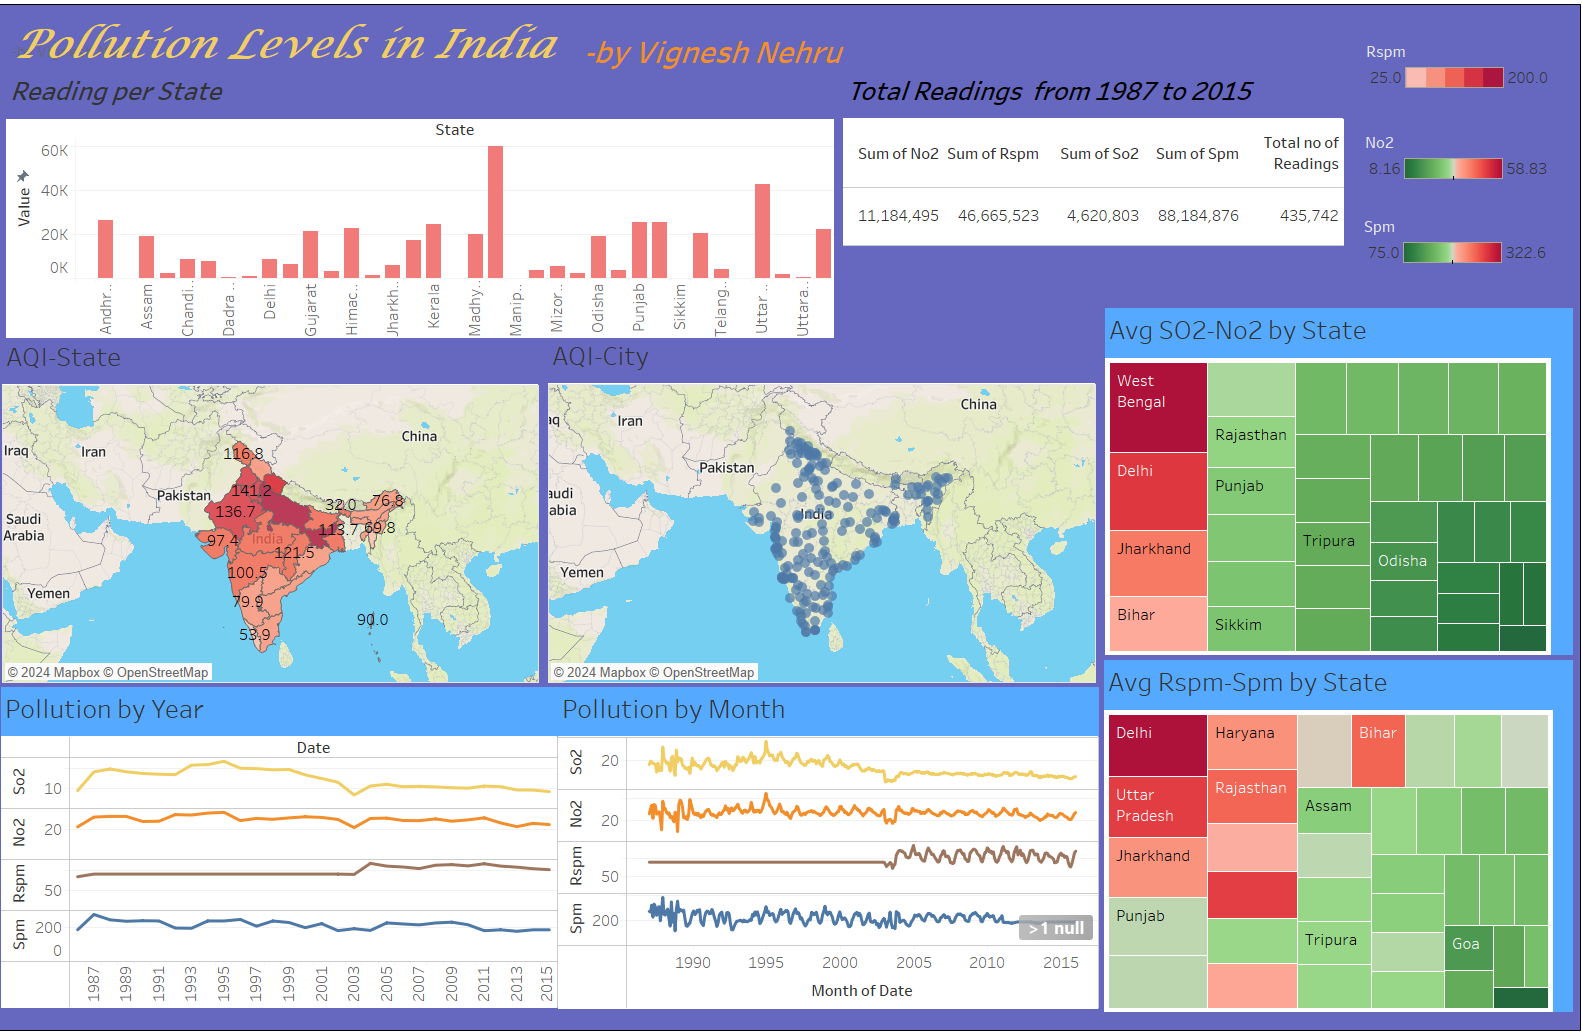 Pollution Levels in India
-by Vignesh Nehru
Reading per State
State
Value
60K
40K
20K
0K
Andhr..
Assam
Chandi..
Dadra ..
Delhi
Gujarat
Himac..
Jharkh..
Kerala
Madhy..
Manip..
Mizor..
Odisha
Punjab
Sikkim
Telang..
Uttar ..
Uttara..
Total Readings  from 1987 to 2015
Sum of No2 Sum of Rspm Sum of So2 Sum of Spm Total no of
Readings
11,184,495 46,665,523 4,620,803 88,184,876 435,742
Rspm
25.0 200.0
No2
8.16 58.83
Spm
75.0 322.6
AQI-State
Iraq
Iran
China
Pakistan
Saudi
Arabia
Yemen
India
116.8
141.2
136.7
32.0
76.8
113.7
69.8
97.4
121.5
100.5
79.9
53.9
90.0
© 2024 Mapbox © OpenStreetMap
AQI-City
aq
Iran
China
Pakistan
audi
abia
Yemen
India
© 2024 Mapbox © OpenStreetMap
Avg SO2-No2 by State
West
Bengal
Delhi
Jharkhand
Bihar
Rajasthan
Punjab
Sikkim
Tripura
Odisha
Pollution by Year
Date
So2
10
No2
20
Rspm
50
Spm
200
0
1987
1989
1991
1993
1995
1997
1999
2001
2003
2005
2007
2009
2011
2013
2015
Pollution by Month
So2
20
No2
20
Rspm
50
Spm
200
>1 null
1990
1995
2000
2005
2010
2015
Month of Date
Avg Rspm-Spm by State
Delhi
Uttar
Pradesh
Jharkhand
Punjab
Haryana
Rajasthan
Bihar
Assam
Tripura
Goa